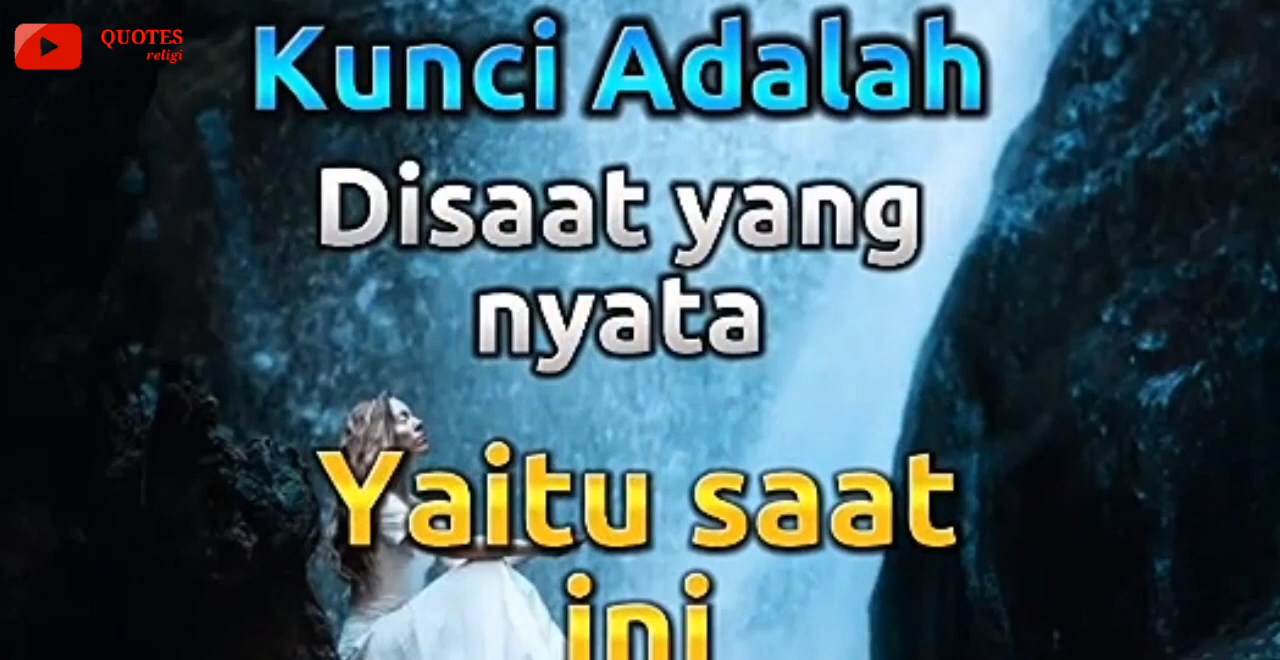 QUOTES
religi
Kunci Adalah
Disaat yang
nyata
Yaitu saat
ini